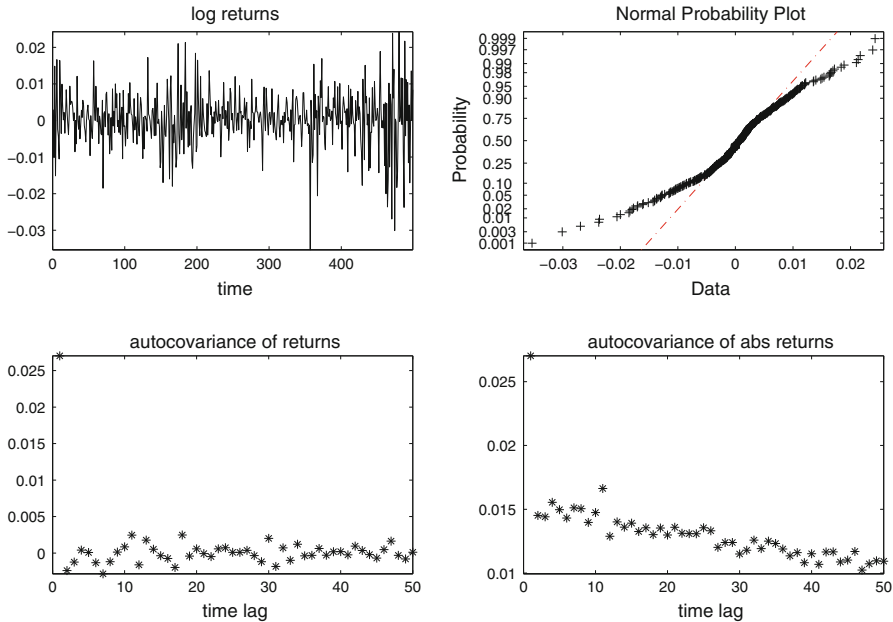 log returns
0.02
0.01
0
−0.01
−0.02
−0.03
0 100 200 300 400
time
Normal Probability Plot
0.999
0.997
0.99
0.98
0.95
0.90
0.75
0.50
0.25
0.10
0.05
0.02
0.01
0.003
0.001
Probability
−0.03 −0.02 −0.01 0 0.01 0.02
Data
autocovariance of returns
0.025
0.02
0.015
0.01
0.005
0
0 10 20 30 40 50
time lag
autocovariance of abs returns
0.025
0.02
0.015
0.01
0 10 20 30 40 50
time lag